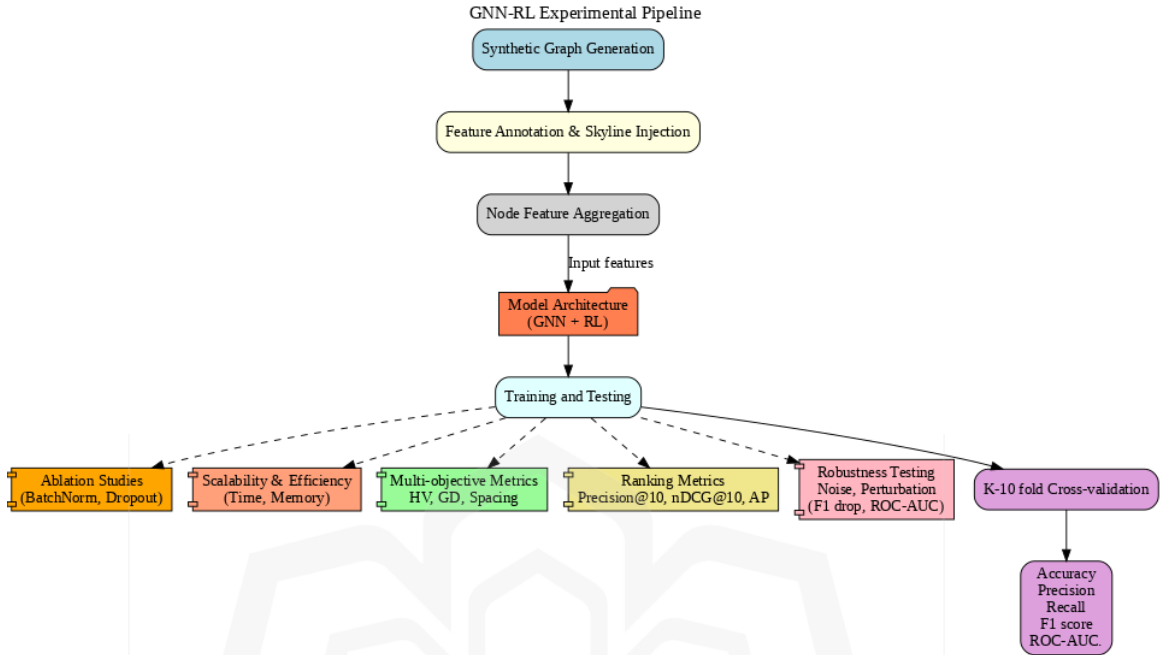 GNN-RL Experimental Pipeline
Synthetic Graph Generation
Feature Annotation & Skyline Injection
Node Feature Aggregation
Input features
Model Architecture
(GNN + RL)
Training and Testing
Ablation Studies
(BatchNorm, Dropout)
Scalability & Efficiency
(Time, Memory)
Multi-objective Metrics
HV, GD, Spacing
Ranking Metrics
Precision@10, nDCG@10, AP
Robustness Testing
Noise, Perturbation
(F1 drop, ROC-AUC)
K-10 fold Cross-validation
Accuracy
Precision
Recall
F1 score
ROC-AUC.